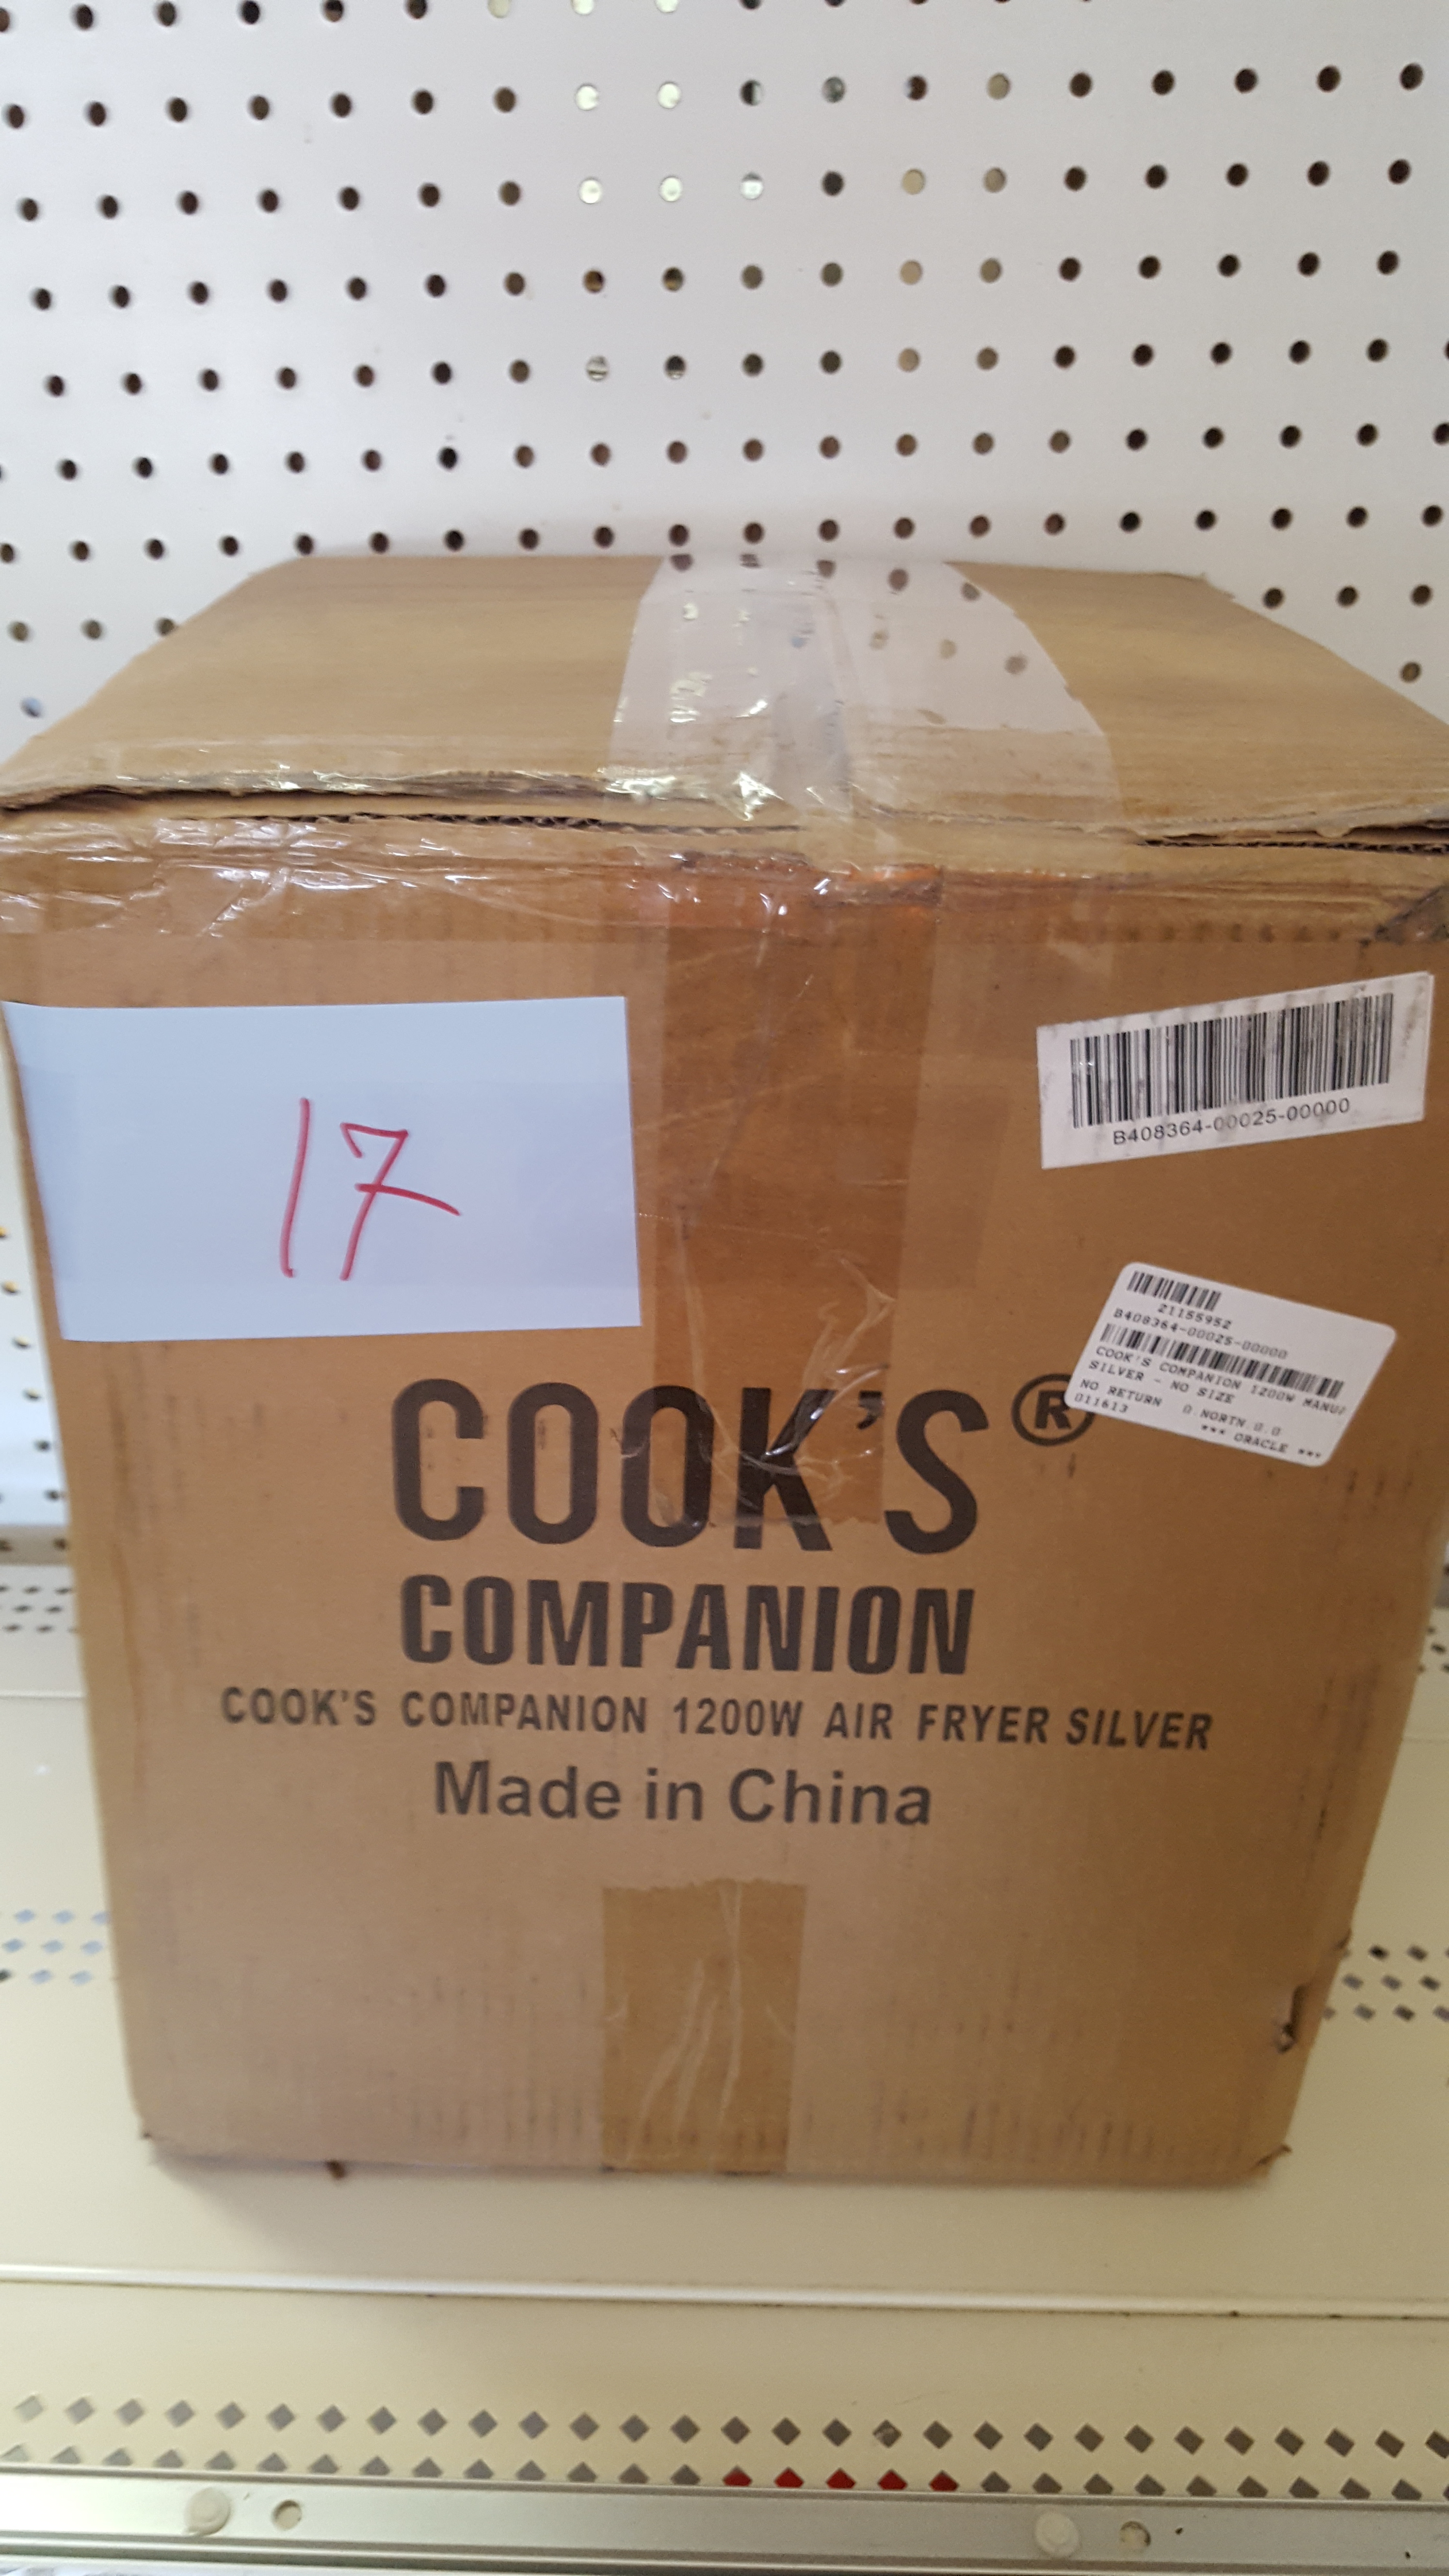 17
B408364-00025-00000
21155952
B408364-00025-00000
COOK'S COMPANION 1200W
SILVER - NO SIZE
NO RETURN
011613
*** ORACLE ***
COOK'S®
COMPANION
COOK'S COMPANION 1200W AIR FRYER SILVER
Made in China